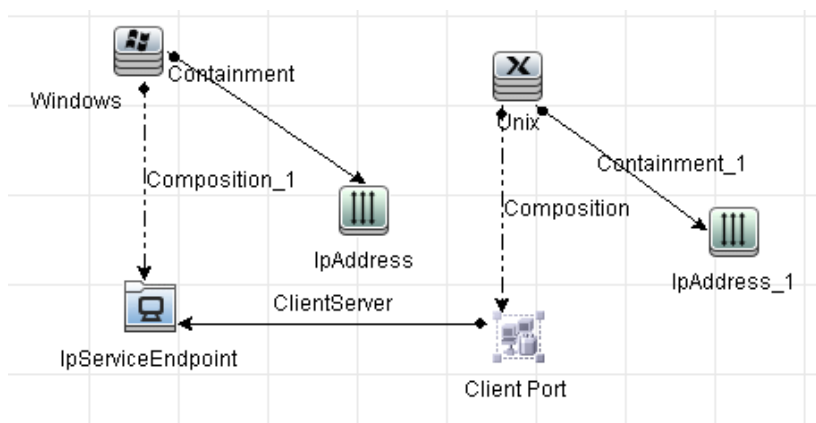 Containment
Windows
Unix
Containment_1
Composition_1
Composition
IpAddress
IpAddress_1
ClientServer
IpServiceEndpoint
Client Port